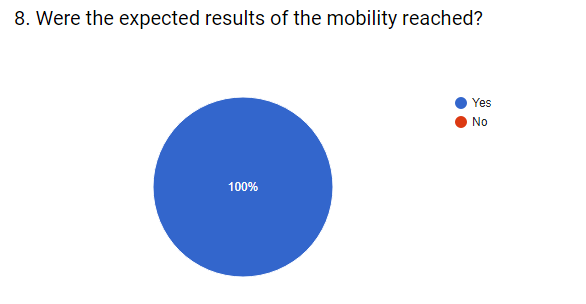 8. Were the expected results of the mobility reached?
Yes
No
100%